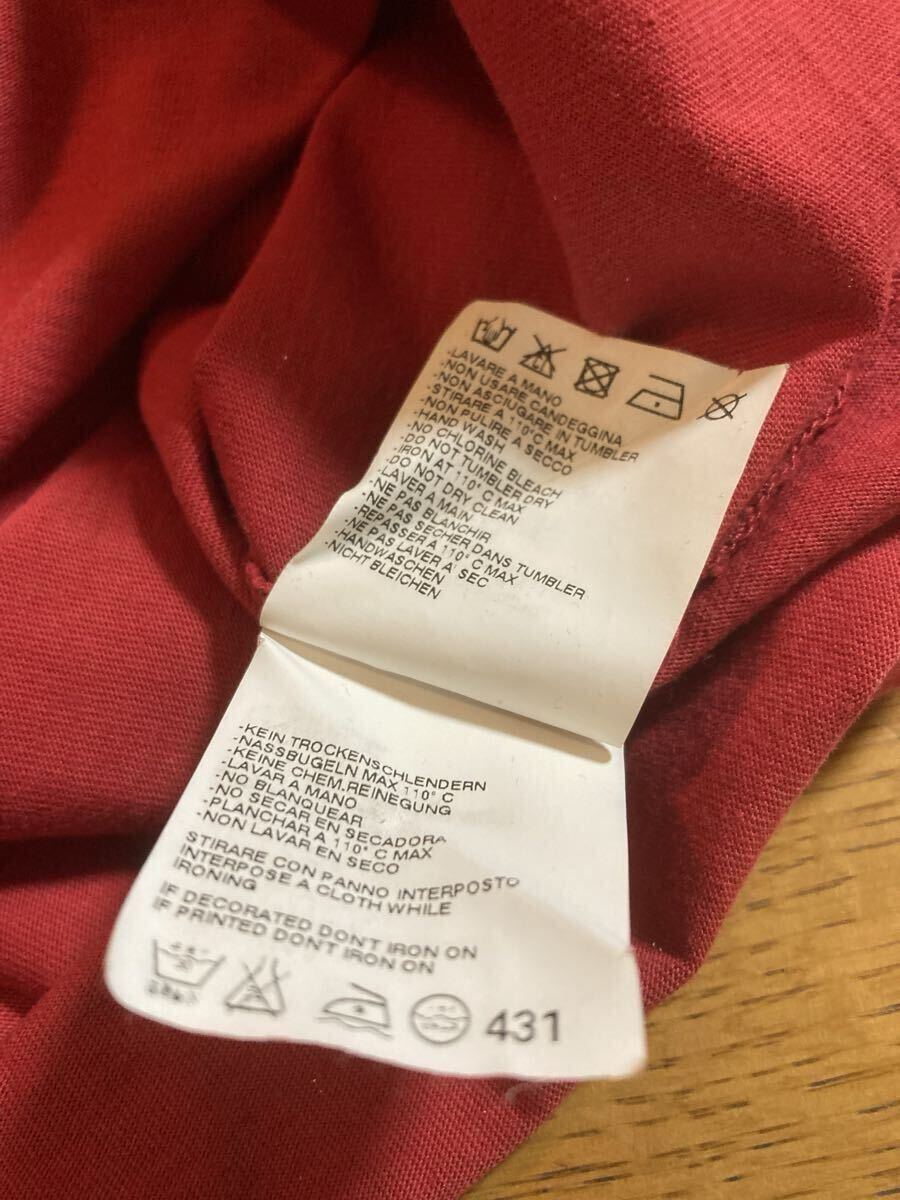 -LAVARE A MANO
-NON USARE CANDEGGINA
-NON ASCIUGARE IN TUMBLER
-STIRARE A 110°C MAX
-NON PULIRE A SECCO
-HAND WASH
-NO CHLORINE BLEACH
-DO NOT TUMBLER DRY
-IRON AT 110° C MAX
-DO NOT DRY CLEAN
-LAVER A MAIN
-NE PAS BLANCHIR
-NE PAS SECHER DANS TUMBLER
-REPASSER A 110° C MAX
-NE PAS LAVER A' SEC
-HANDWASCHEN
-NICHT BLEICHEN
-KEIN TROCKENSCHLENDERN
-NASSBUGELN MAX 110° C
-KEINE CHEM.REINEGUNG
-LAVAR A MANO
-NO BLANQUEAR
-NO SECAR EN SECADORA
-PLANCHAR A 110° C MAX
-NON LAVAR EN SECO
STIRARE CON PANNO INTERPOSTO
INTERPOSE A CLOTH WHILE
IRONING
IF DECORATED DON'T IRON ON
IF PRINTED DON'T IRON ON
431